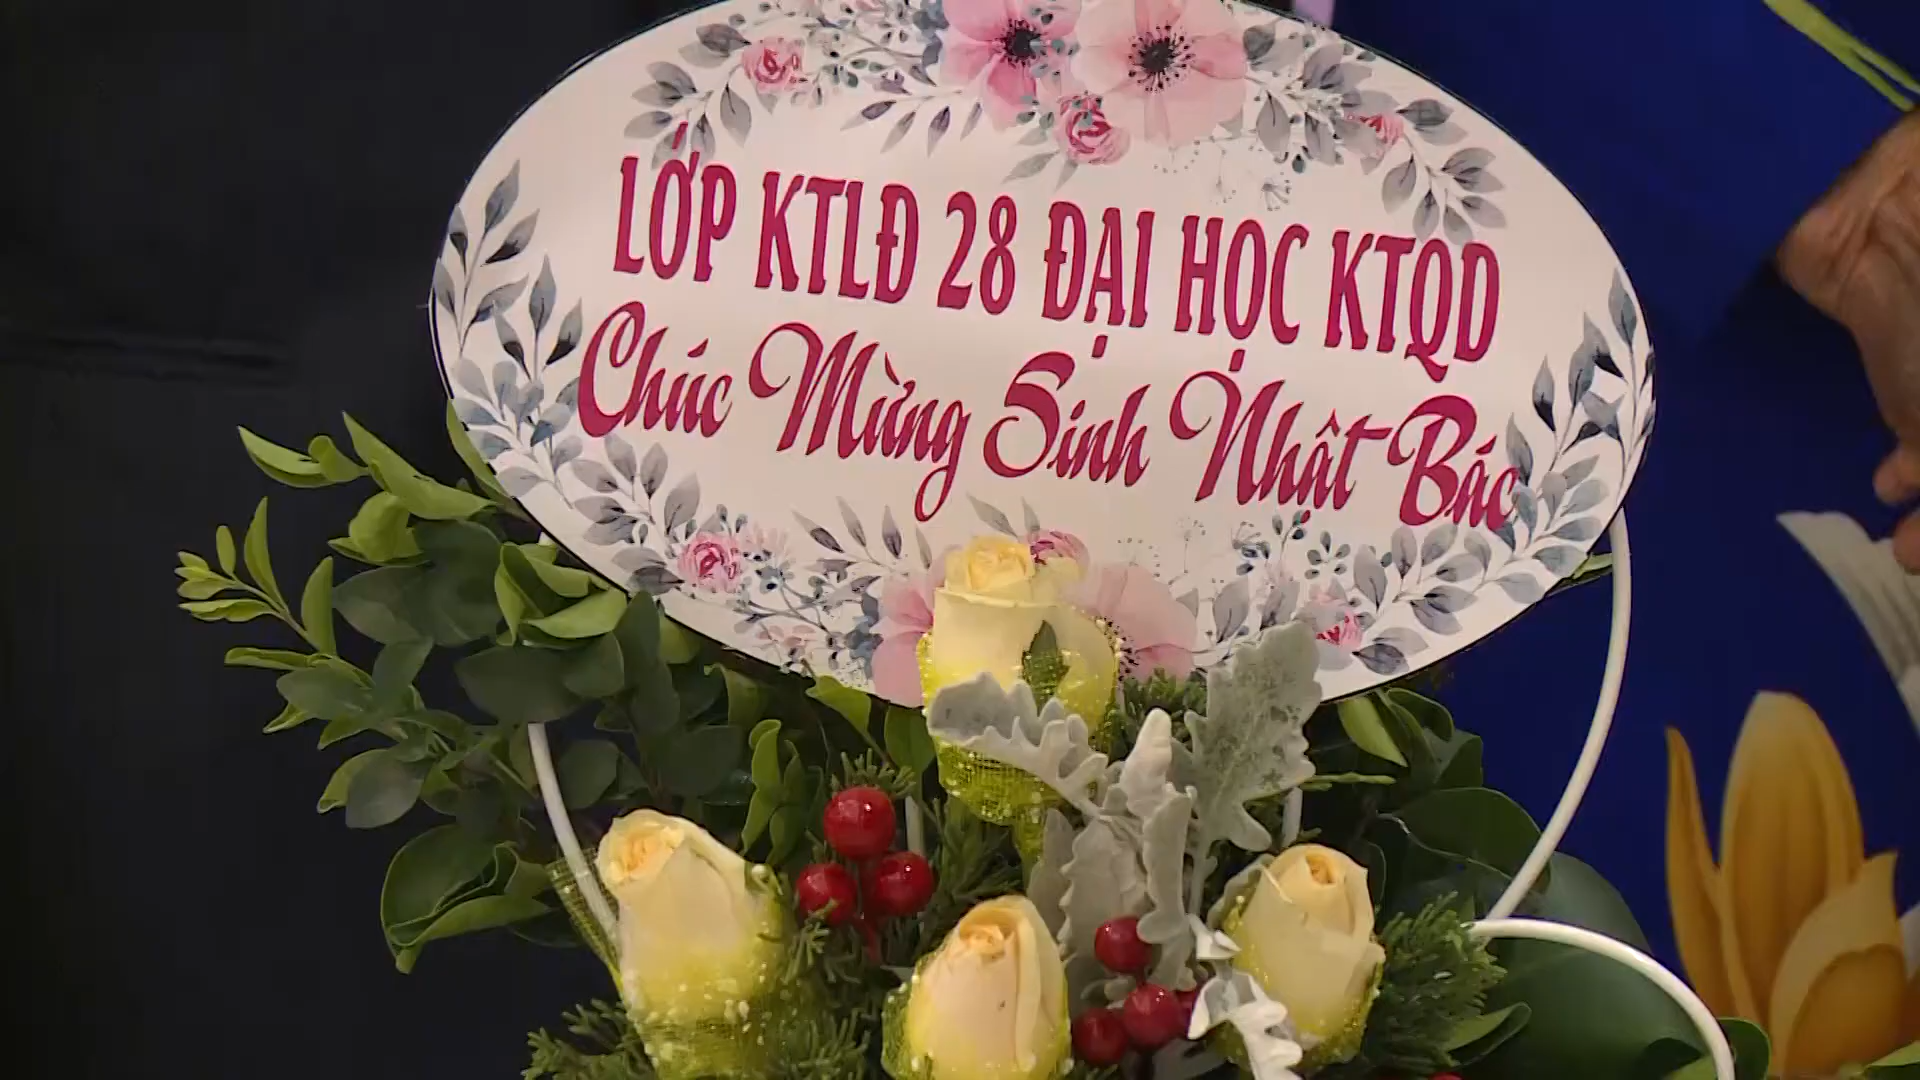 LỚP KTLĐ 28 ĐẠI HỌC KTQD
Chúc Mừng Sinh Nhật Bác